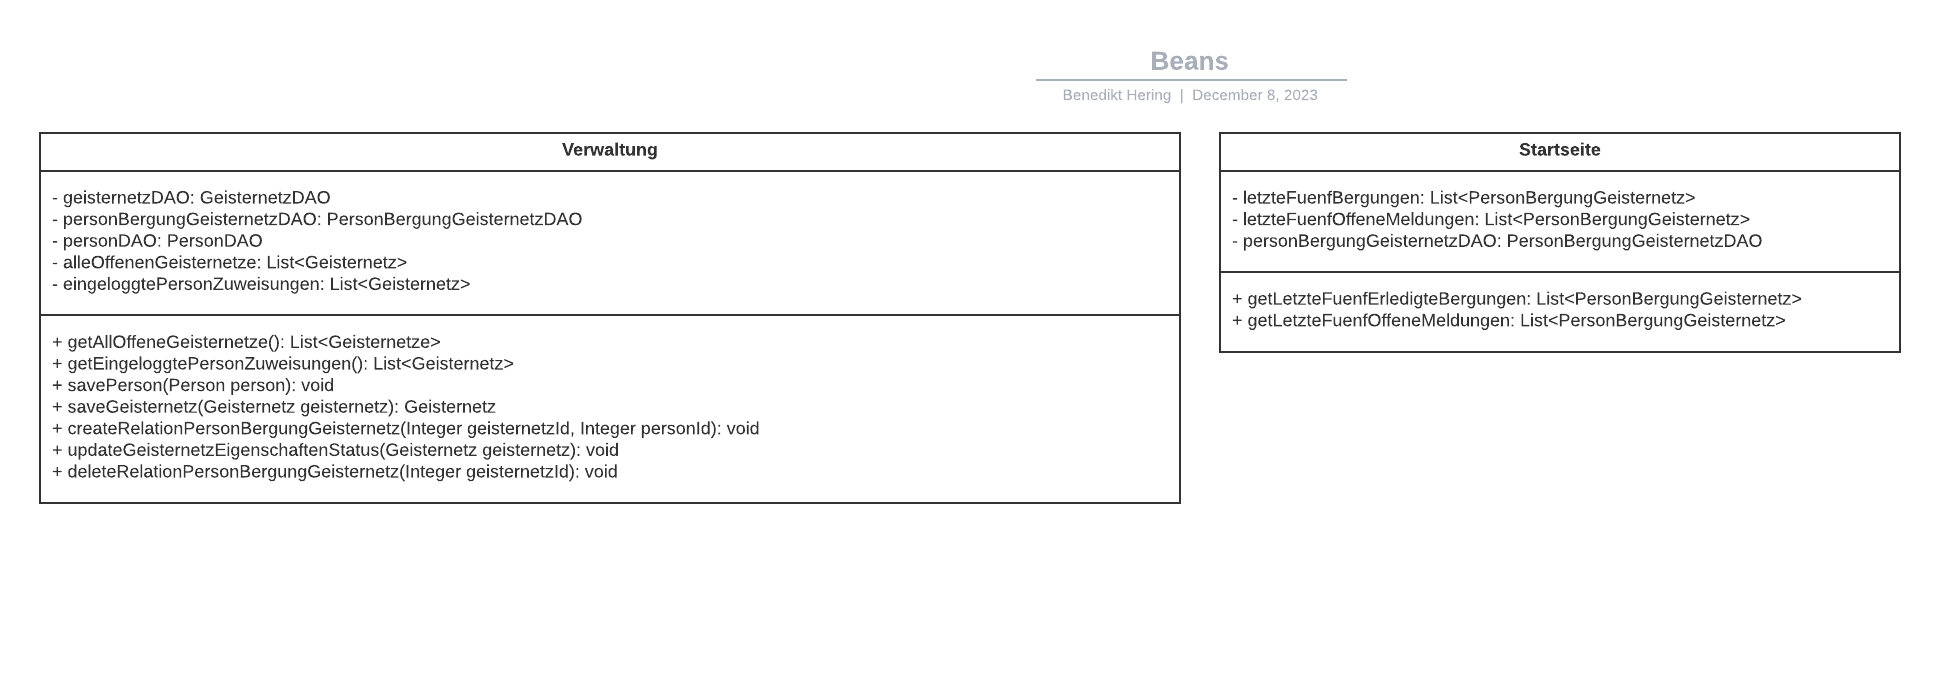 Beans
Benedikt Hering | December 8, 2023
Verwaltung
- geisternetzDAO: GeisternetzDAO
- personBergungGeisternetzDAO: PersonBergungGeisternetzDAO
- personDAO: PersonDAO
- alleOffenenGeisternetze: List<Geisternetz>
- eingeloggtePersonZuweisungen: List<Geisternetz>
+ getAllOffeneGeisternetze(): List<Geisternetze>
+ getEingeloggtePersonZuweisungen(): List<Geisternetz>
+ savePerson(Person person): void
+ saveGeisternetz(Geisternetz geisternetz): Geisternetz
+ createRelationPersonBergungGeisternetz(Integer geisternetzId, Integer personId): void
+ updateGeisternetzEigenschaftenStatus(Geisternetz geisternetz): void
+ deleteRelationPersonBergungGeisternetz(Integer geisternetzId): void
Startseite
- letzteFuenfBergungen: List<PersonBergungGeisternetz>
- letzteFuenfOffeneMeldungen: List<PersonBergungGeisternetz>
- personBergungGeisternetzDAO: PersonBergungGeisternetzDAO
+ getLetzteFuenfErledigteBergungen: List<PersonBergungGeisternetz>
+ getLetzteFuenfOffeneMeldungen: List<PersonBergungGeisternetz>